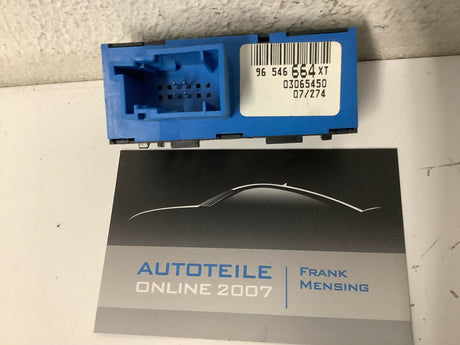 96 546 664 XT
03065450
07/274
AUTOTEILE
ONLINE 2007
FRANK
MENSING